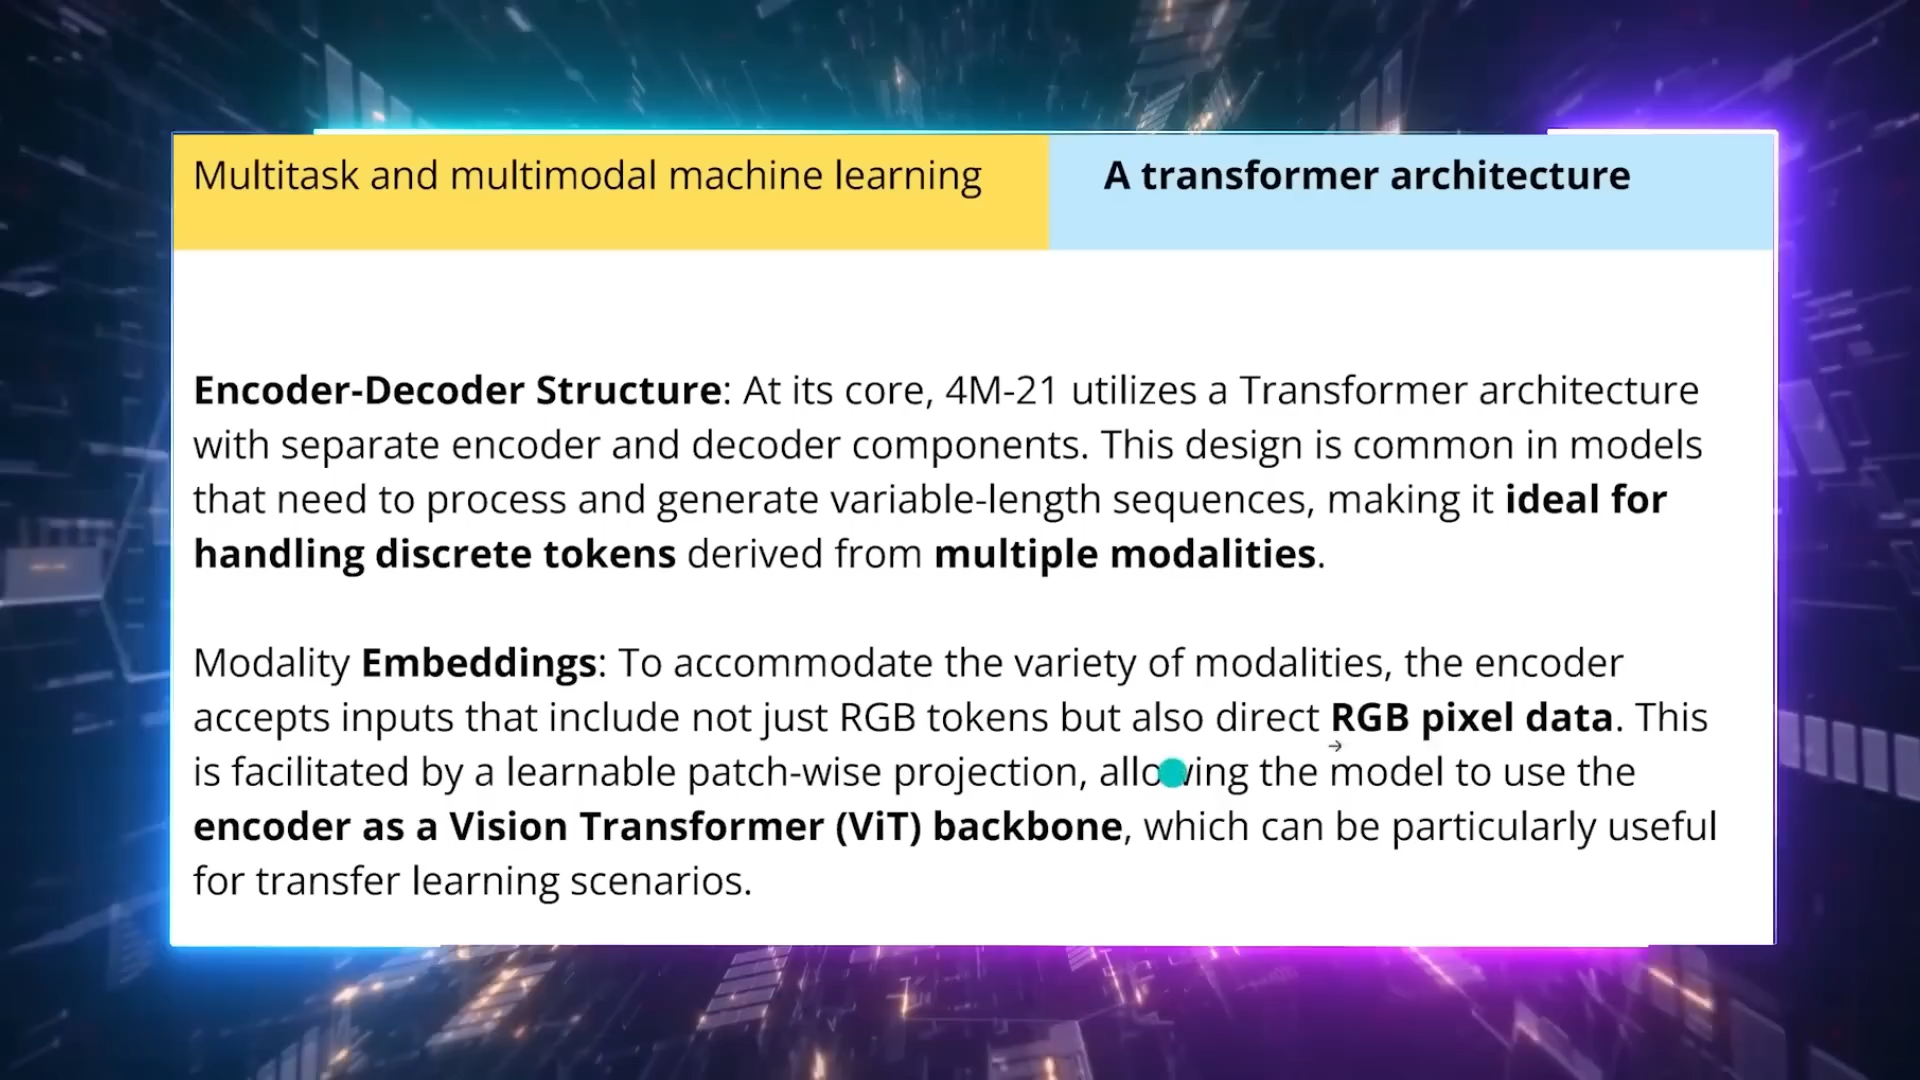 Multitask and multimodal machine learning
A transformer architecture
Encoder-Decoder Structure: At its core, 4M-21 utilizes a Transformer architecture
with separate encoder and decoder components. This design is common in models
that need to process and generate variable-length sequences, making it ideal for
handling discrete tokens derived from multiple modalities.
Modality Embeddings: To accommodate the variety of modalities, the encoder
accepts inputs that include not just RGB tokens but also direct RGB pixel data. This
is facilitated by a learnable patch-wise projection, allowing the model to use the
encoder as a Vision Transformer (ViT) backbone, which can be particularly useful
for transfer learning scenarios.